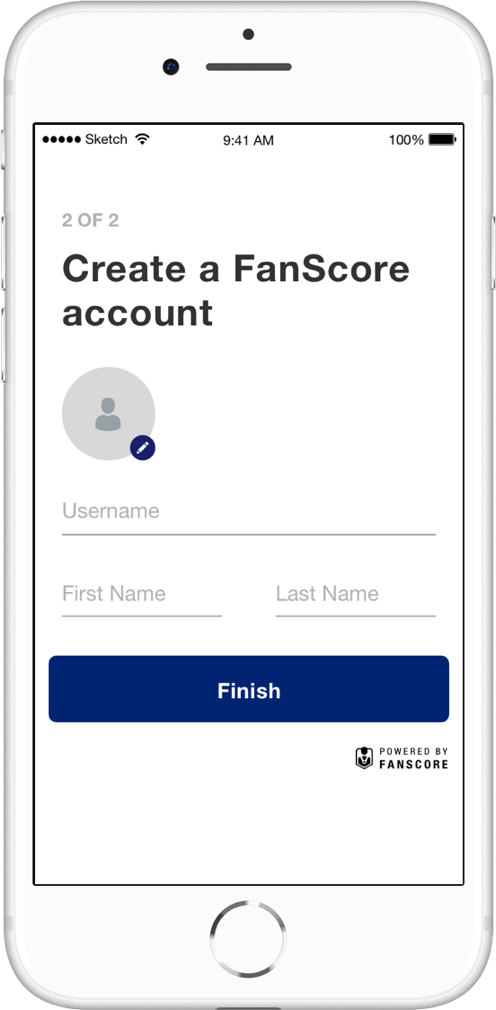 Sketch 9:41 AM 100%
2 OF 2
Create a FanScore
account
Username
First Name Last Name
Finish
POWERED BY
FANSCORE